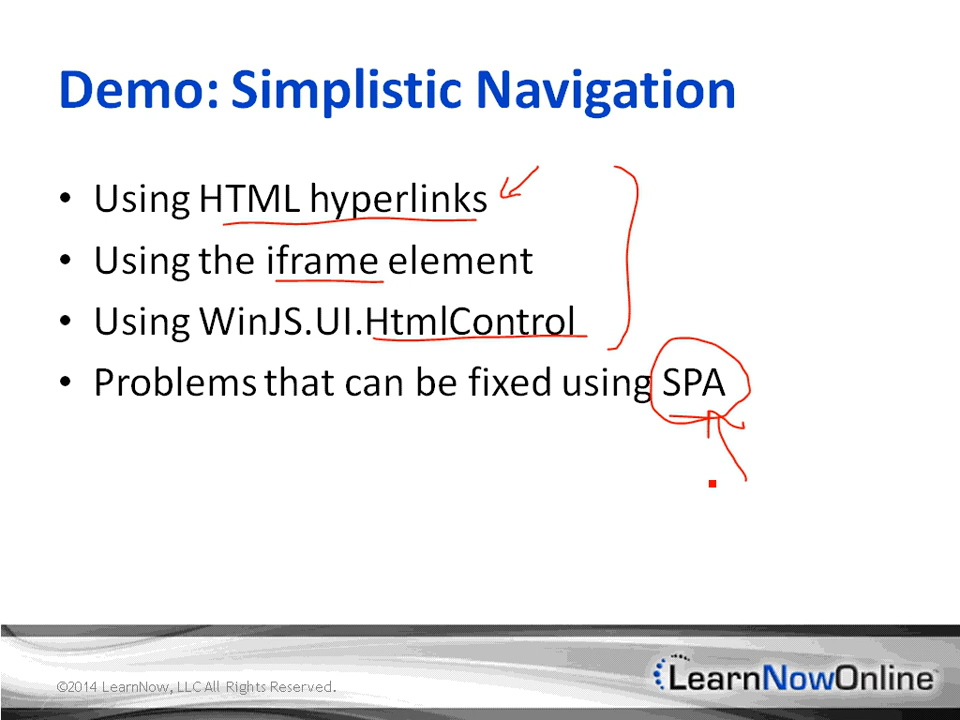 Demo: Simplistic Navigation
• Using HTML hyperlinks
• Using the iframe element
• Using WinJS.UI.HtmlControl
• Problems that can be fixed using SPA
©2014 LearnNow, LLC All Rights Reserved.
LearnNowOnline